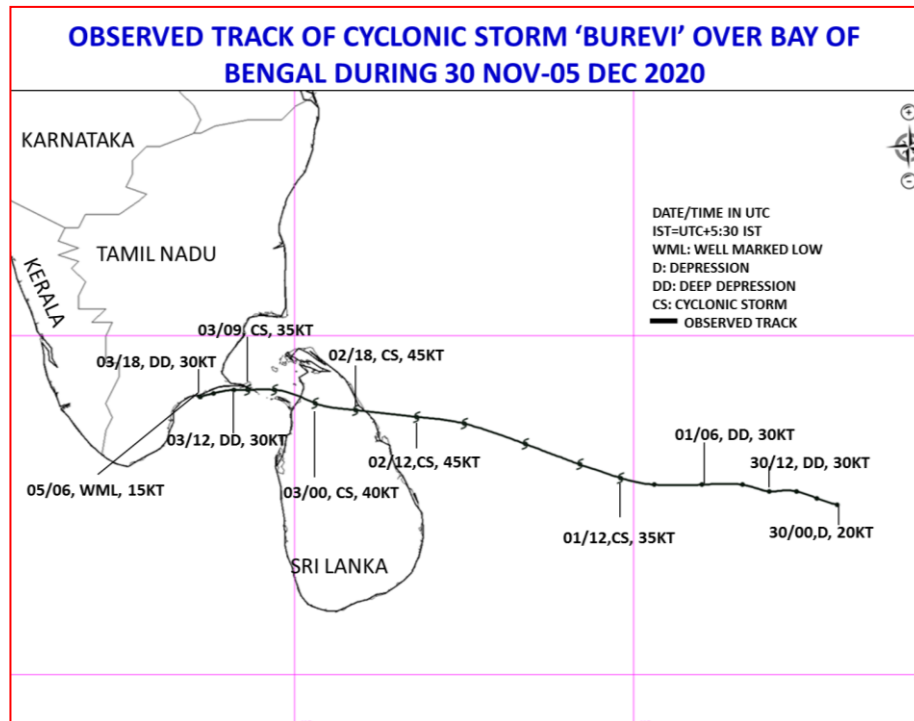 OBSERVED TRACK OF CYCLONIC STORM ‘BUREVI’ OVER BAY OF
BENGAL DURING 30 NOV-05 DEC 2020
KARNATAKA
TAMIL NADU
KERALA
DATE/TIME IN UTC
IST=UTC+5:30 IST
WML: WELL MARKED LOW
D: DEPRESSION
DD: DEEP DEPRESSION
CS: CYCLONIC STORM
OBSERVED TRACK
03/09, CS, 35KT
03/18, DD, 30KT
02/18, CS, 45KT
03/12, DD, 30KT
02/12,CS, 45KT
01/06, DD, 30KT
30/12, DD, 30KT
05/06, WML, 15KT
03/00, CS, 40KT
01/12,CS, 35KT
30/00,D, 20KT
SRI LANKA